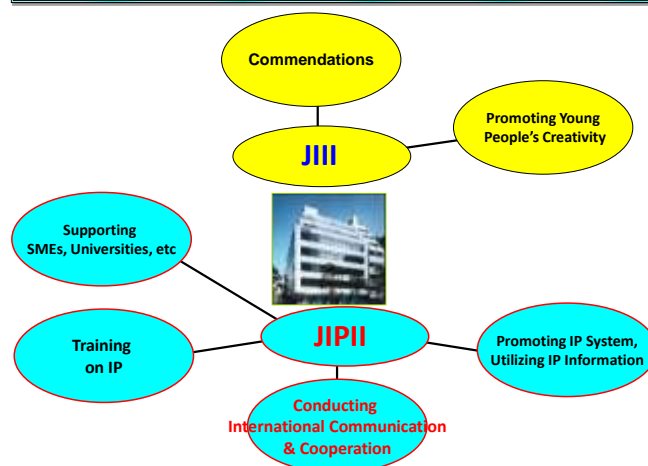 Commendations
Promoting Young
People's Creativity
JIII
Supporting
SMEs, Universities, etc
JIPII
Training
on IP
Promoting IP System,
Utilizing IP Information
Conducting
International Communication
& Cooperation